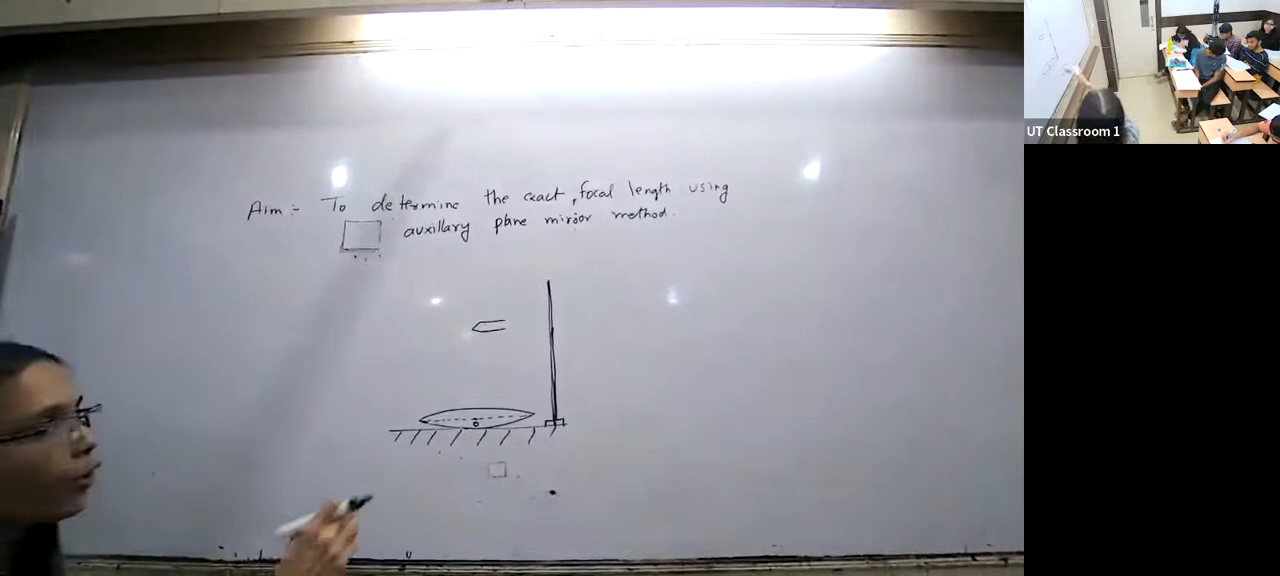 Aim :- To determine the exact, focal length using
auxillary plane mirror method.
o
UT Classroom 1